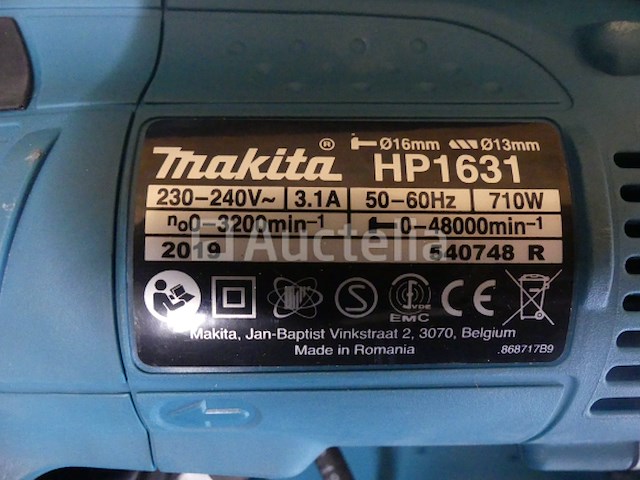 Ø16mm Ø13mm
makita® HP1631
230-240V~ 3.1A 50-60Hz 710W
n₀0-3200min⁻¹ 0-48000min⁻¹
2019 540748 R
Auctelia
S VDE
EMC CE
Makita, Jan-Baptist Vinkstraat 2, 3070, Belgium
Made in Romania .868717B9